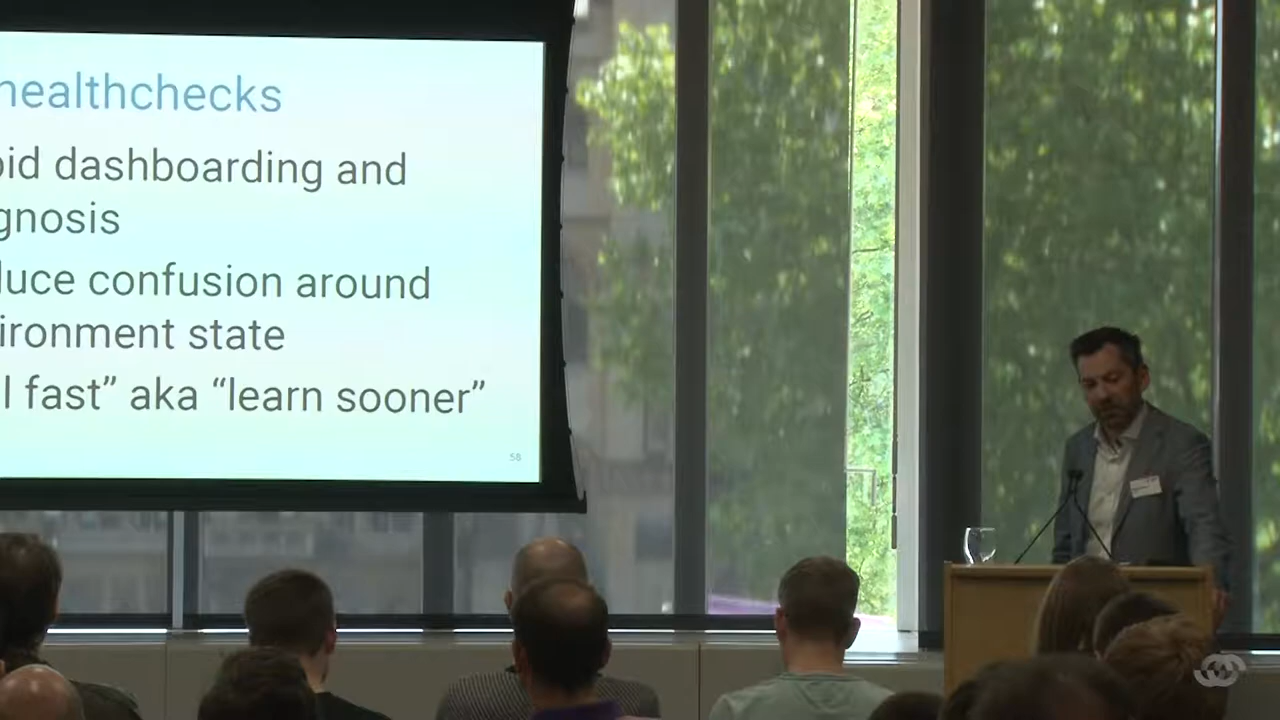 healthchecks
oid dashboarding and
gnosis
luce confusion around
ironment state
l fast” aka “learn sooner”
58